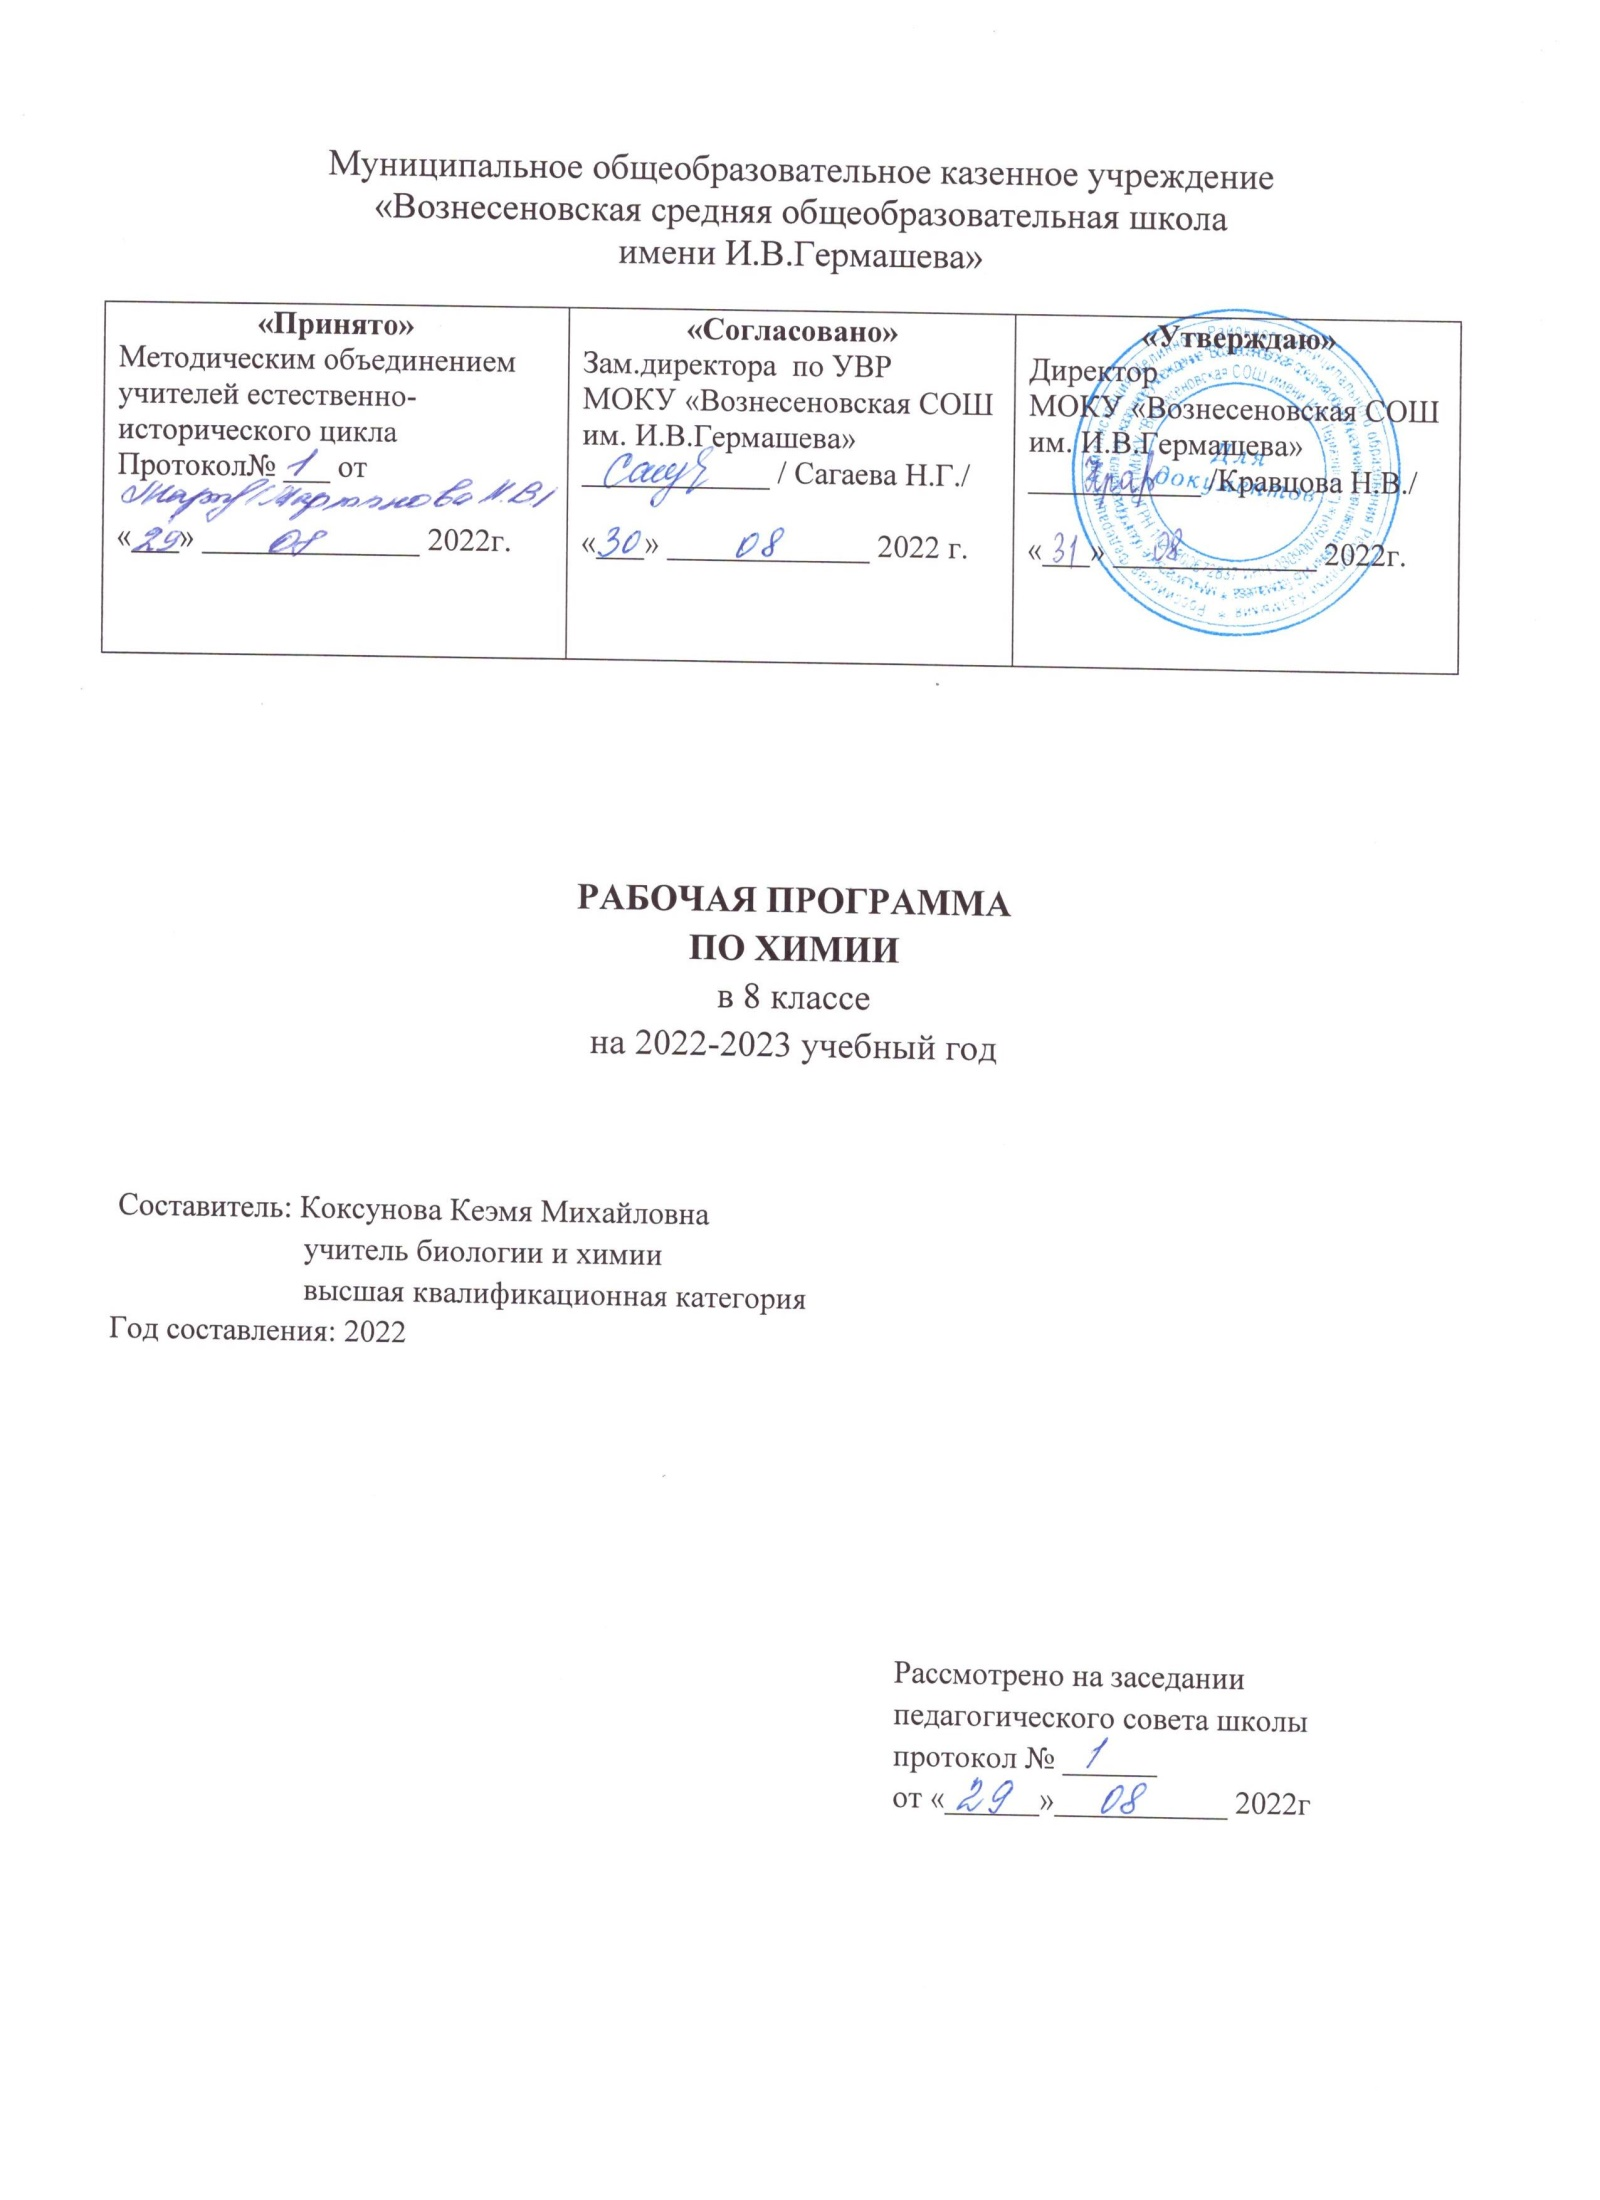 Муниципальное общеобразовательное казенное учреждение
«Вознесеновская средняя общеобразовательная школа
имени И.В.Гермашева»
«Принято»
Методическим объединением
учителей естественно-
исторического цикла
Протокол№ 1 от
«29» 08 2022г.
«Согласовано»
Зам.директора по УВР
МОКУ «Вознесеновская СОШ
им. И.В.Гермашева»
/ Сагаева Н.Г./
«30» 08 2022 г.
«Утверждаю»
Директор
МОКУ «Вознесеновская СОШ
им. И.В.Гермашева»
/Кравцова Н.В./
«31» 08 2022г.
Для
документов
РАБОЧАЯ ПРОГРАММА
ПО ХИМИИ
в 8 классе
на 2022-2023 учебный год
Составитель: Коксунова Кеэмя Михайловна
учитель биологии и химии
высшая квалификационная категория
Год составления: 2022
Рассмотрено на заседании
педагогического совета школы
протокол № 1
от «29» 08 2022г